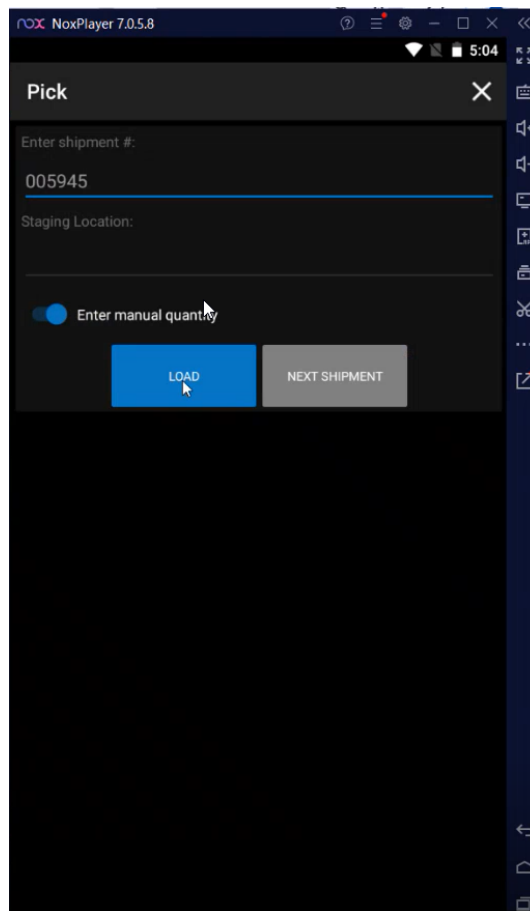 nox NoxPlayer 7.0.5.8
5:04
Pick
Enter shipment #:
005945
Staging Location:
Enter manual quantity
LOAD NEXT SHIPMENT